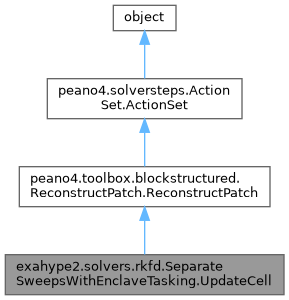 object
peano4.solversteps.Action
Set.ActionSet
peano4.toolbox.blockstructured.
ReconstructPatch.ReconstructPatch
exahype2.solvers.rkfd.Separate
SweepsWithEnclaveTasking.UpdateCell